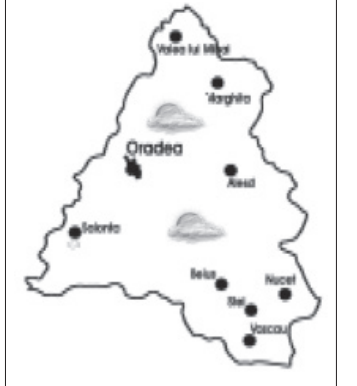 Valea lui Mihai
Marghita
Oradea
Alesd
Salonta
Beius
Nucet
Stei
Vascau